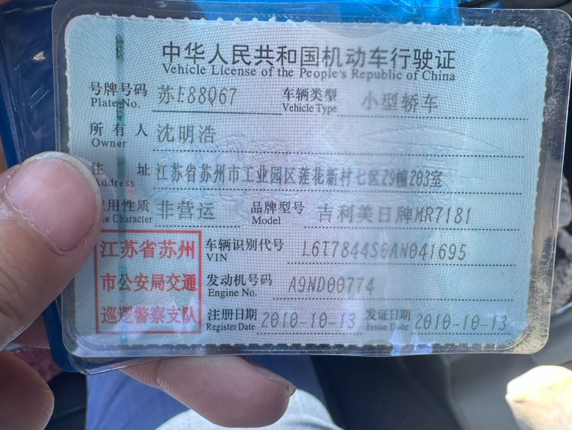 中华人民共和国机动车行驶证
Vehicle License of the People's Republic of China
号牌号码 苏E88Q67 车辆类型 小型轿车
Plate No. Vehicle Type
所有人 沈明浩
Owner
住 址 江苏省苏州市工业园区莲花新村七区29幢203室
Address
使用性质 非营运 品牌型号 吉利美日牌MR7181
Use Character Model
江苏省苏州
市公安局交通
巡逻警察支队
车辆识别代号 L6T7844S6AN041695
VIN
发动机号码 A9ND00774
Engine No.
注册日期 2010-10-13 发证日期 2010-10-13
Register Date Issue Date